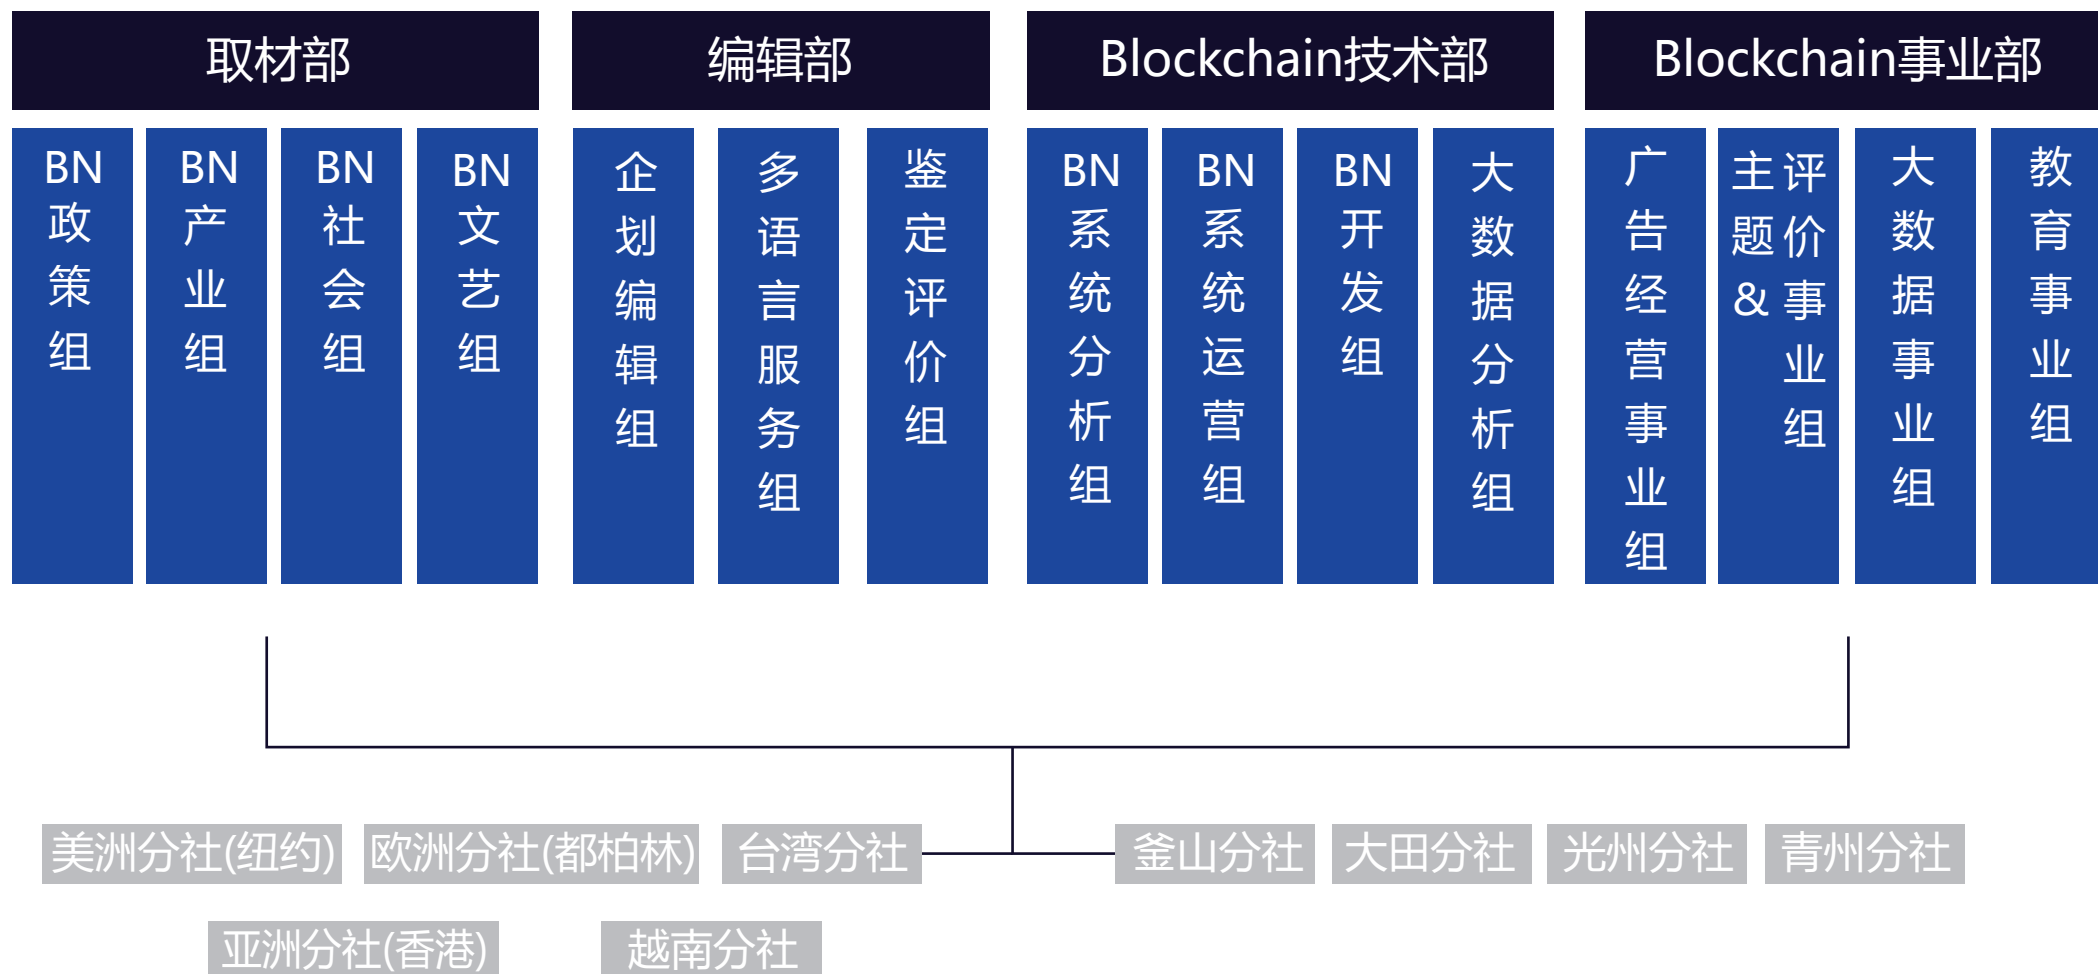 取材部
编辑部
Blockchain技术部
Blockchain事业部
BN政策组
BN产业组
BN社会组
BN文艺组
企划编辑组
多语言服务组
鉴定评价组
BN系统分析组
BN系统运营组
BN开发组
大数据分析组
广告经营事业组
主题&
评价事业组
大数据事业组
教育事业组
美洲分社(纽约)
欧洲分社(都柏林)
台湾分社
釜山分社
大田分社
光州分社
青州分社
亚洲分社(香港)
越南分社